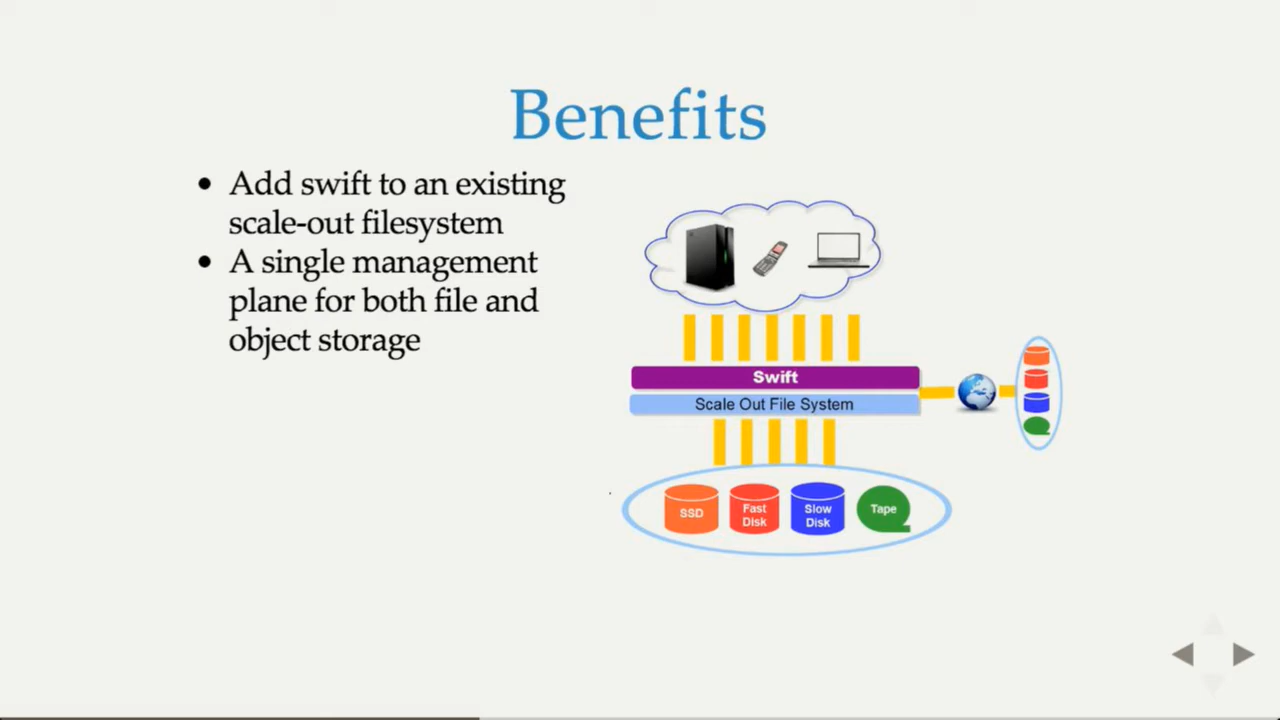 Benefits
• Add swift to an existing
scale-out filesystem
• A single management
plane for both file and
object storage
Swift
Scale Out File System
SSD
Fast
Disk
Slow
Disk
Tape